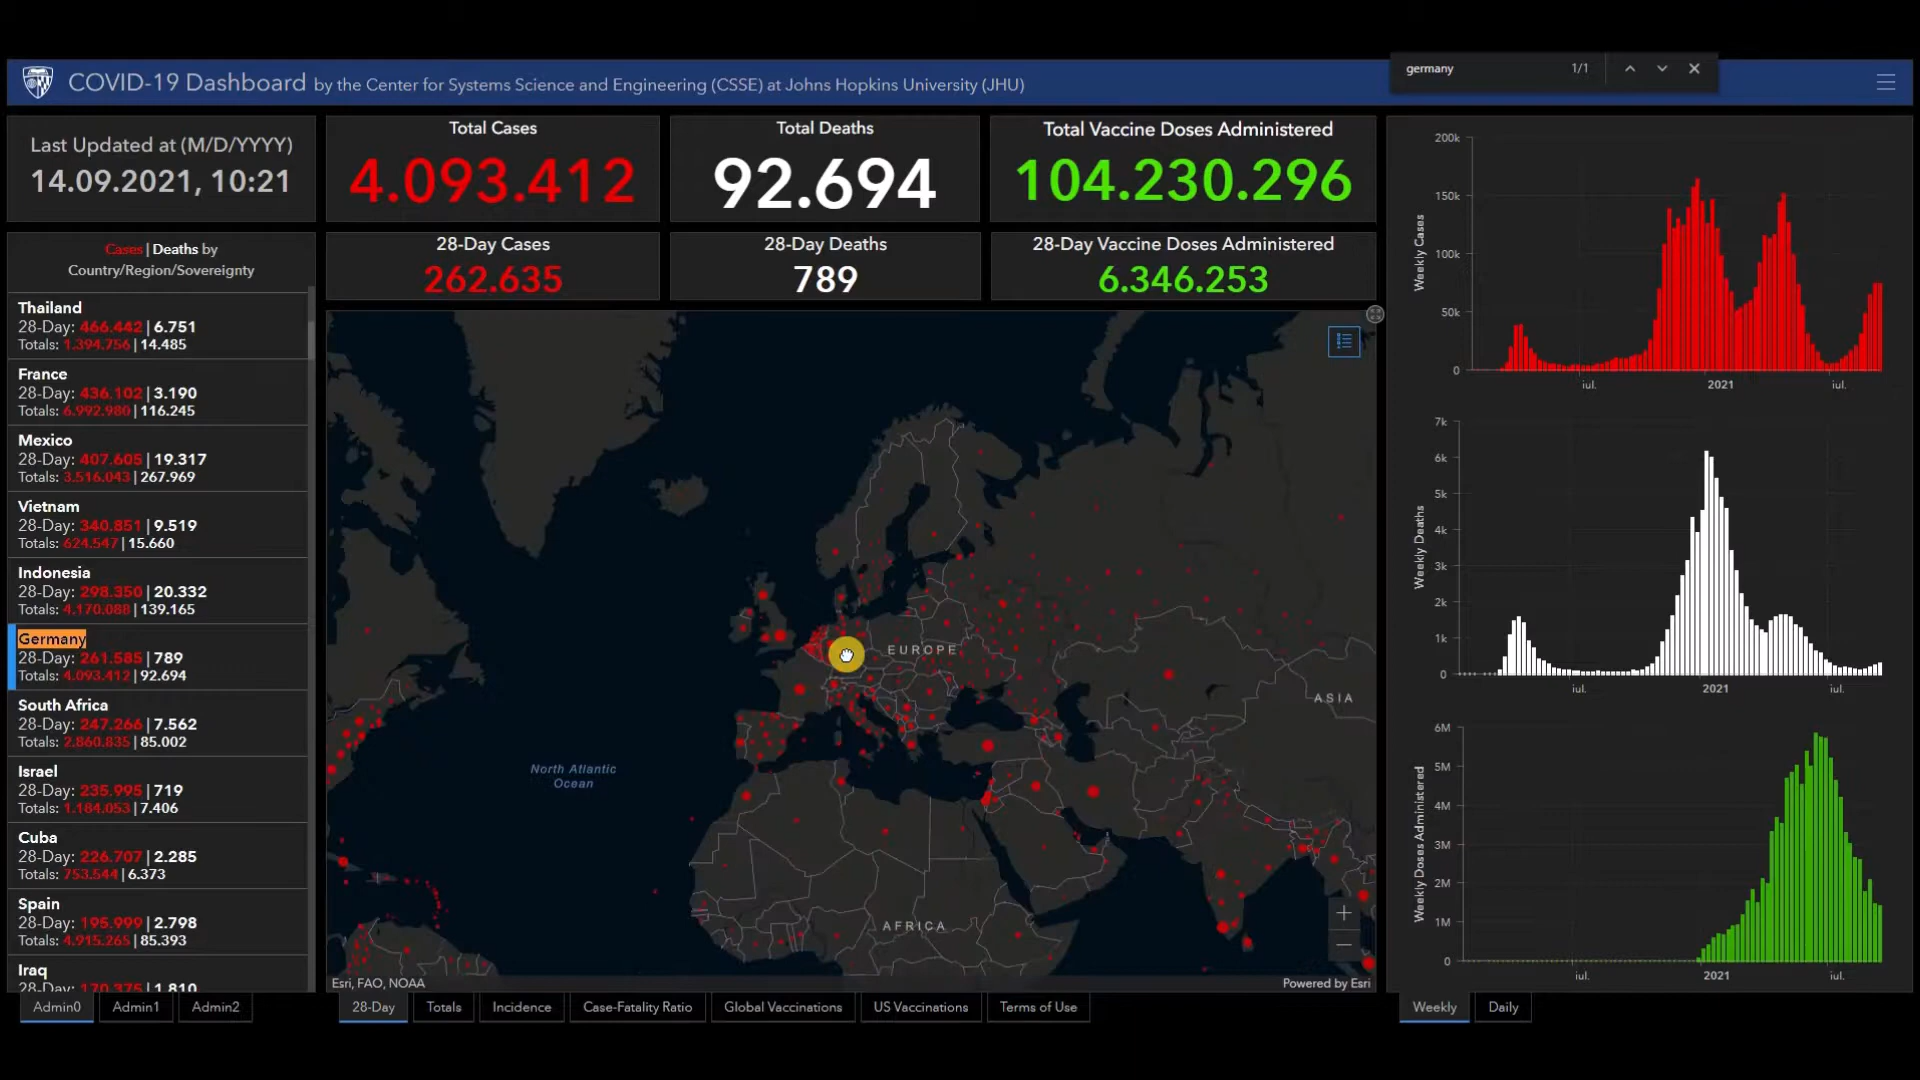 germany 1/1
COVID-19 Dashboard by the Center for Systems Science and Engineering (CSSE) at Johns Hopkins University (JHU)
Last Updated at (M/D/YYYY)
14.09.2021, 10:21
Total Cases
4.093.412
Total Deaths
92.694
Total Vaccine Doses Administered
104.230.296
28-Day Cases
262.635
28-Day Deaths
789
28-Day Vaccine Doses Administered
6.346.253
Cases | Deaths by
Country/Region/Sovereignty
Thailand
28-Day: 466.442 | 6.751
Totals: 1.394.756 | 14.485
France
28-Day: 436.102 | 3.190
Totals: 6.992.980 | 116.245
Mexico
28-Day: 407.605 | 19.317
Totals: 3.516.043 | 267.969
Vietnam
28-Day: 340.851 | 9.519
Totals: 624.547 | 15.660
Indonesia
28-Day: 298.350 | 20.332
Totals: 4.170.088 | 139.165
Germany
28-Day: 261.585 | 789
Totals: 4.093.412 | 92.694
South Africa
28-Day: 247.266 | 7.562
Totals: 2.860.835 | 85.002
Israel
28-Day: 235.995 | 719
Totals: 1.184.053 | 7.406
Cuba
28-Day: 226.707 | 2.285
Totals: 753.544 | 6.373
Spain
28-Day: 195.999 | 2.798
Totals: 4.915.265 | 85.393
Iraq
28-Day: 170.375 | 1.810
Admin0 Admin1 Admin2
EUROPE
ASIA
North Atlantic
Ocean
AFRICA
Esri, FAO, NOAA
Powered by Esri
28-Day Totals Incidence Case-Fatality Ratio Global Vaccinations US Vaccinations Terms of Use
Weekly Cases
200k
150k
100k
50k
0
iul. 2021 iul.
Weekly Deaths
7k
6k
5k
4k
3k
2k
1k
0
iul. 2021 iul.
Weekly Doses Administered
6M
5M
4M
3M
2M
1M
0
iul. 2021 iul.
Weekly Daily